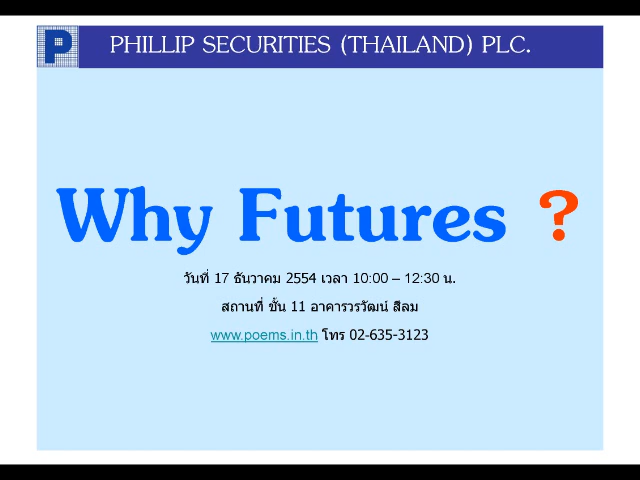 P
PHILLIP SECURITIES (THAILAND) PLC.
Why Futures ?
วันที่ 17 ธันวาคม 2554 เวลา 10:00 – 12:30 น.
สถานที่ ชั้น 11 อาคารวรวัฒน์ สีลม
www.poems.in.th โทร 02-635-3123